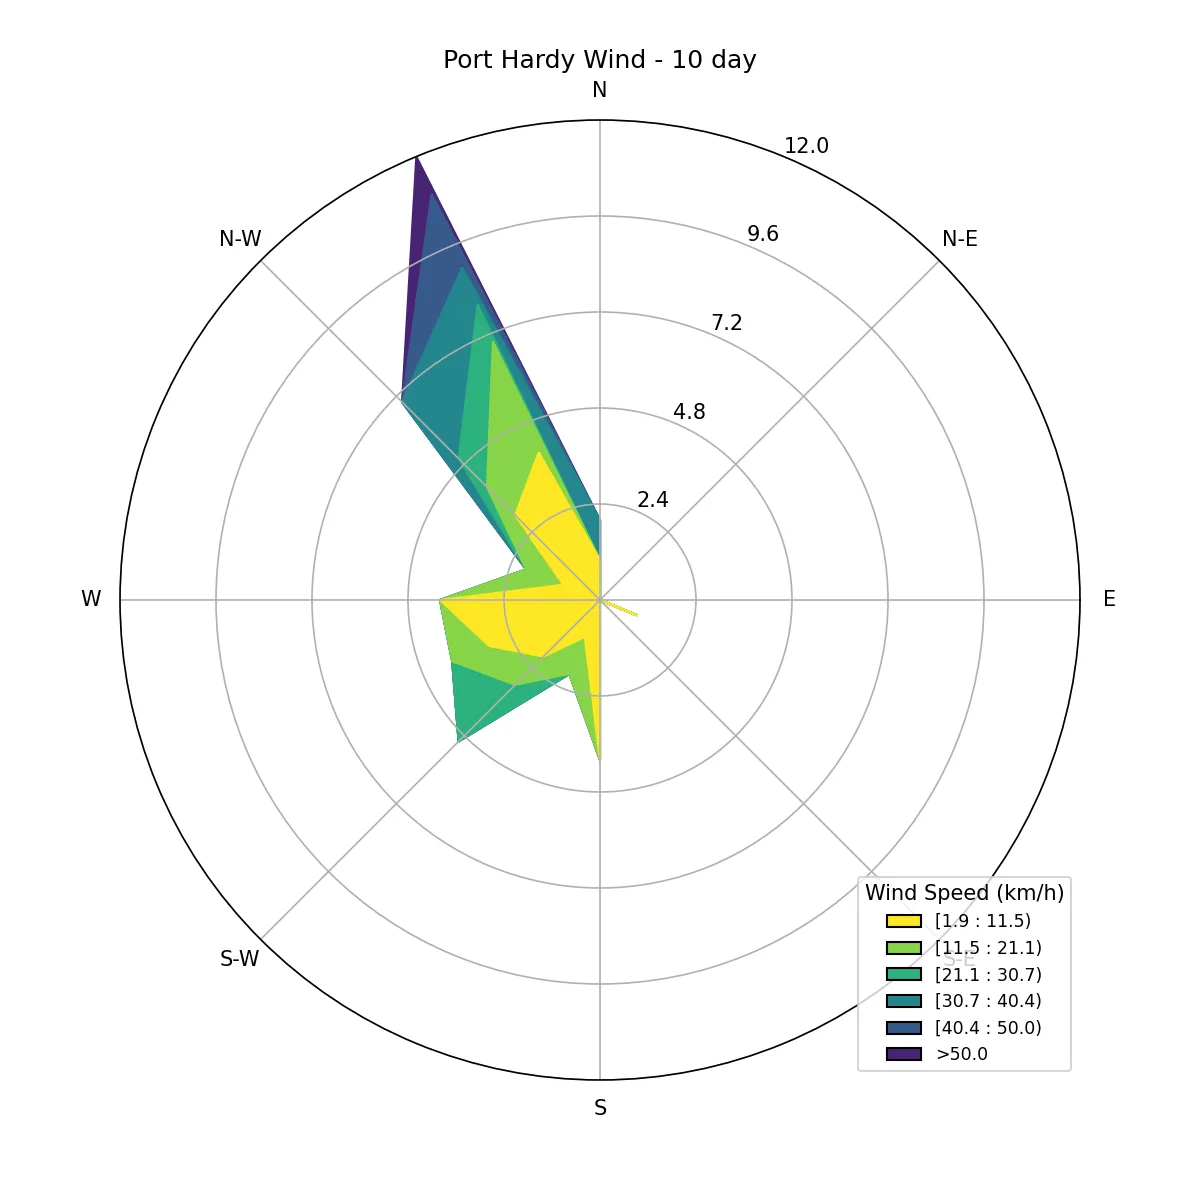 Port Hardy Wind - 10 day
N
12.0
N-W
N-E
9.6
7.2
4.8
2.4
W
E
Wind Speed (km/h)
[1.9 : 11.5)
[11.5 : 21.1)
[21.1 : 30.7)
[30.7 : 40.4)
[40.4 : 50.0)
>50.0
S-W
S-E
S